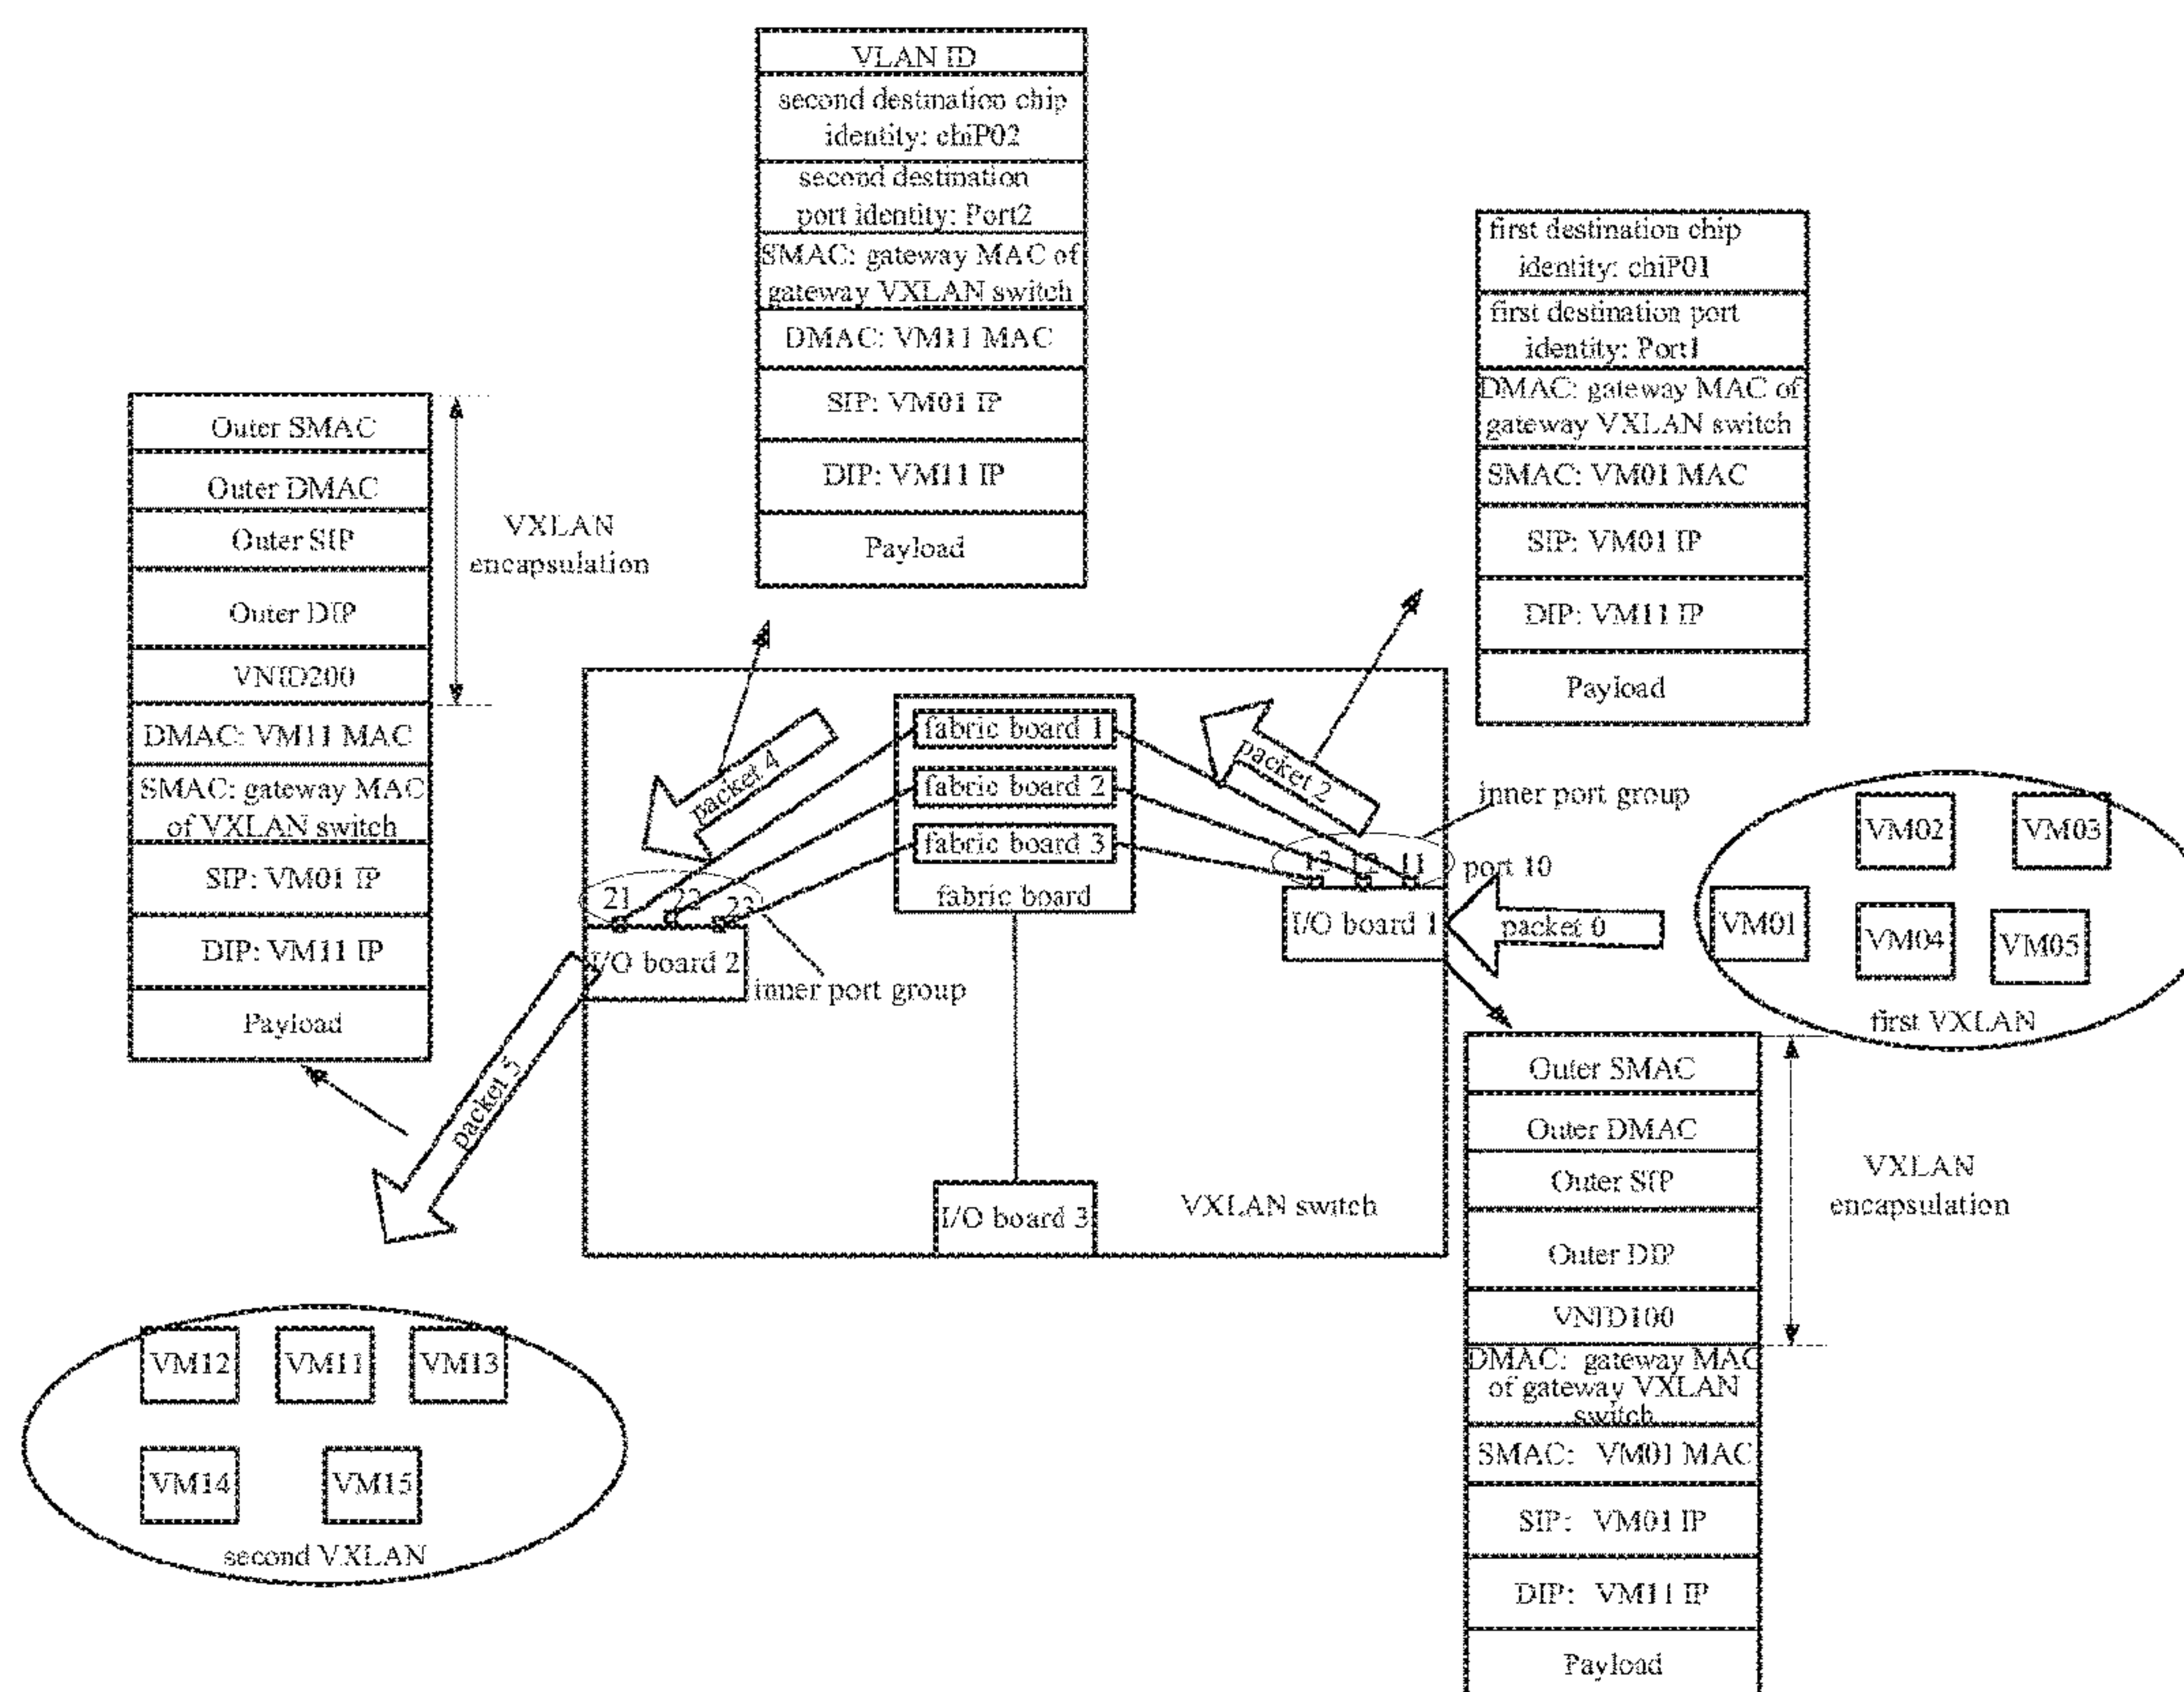 VLAN ID
second destination chip
identity: chiP02
second destination
port identity: Port2
SMAC: gateway MAC of
gateway VXLAN switch
DMAC: VM11 MAC
SIP: VM01 IP
DIP: VM11 IP
Payload
first destination chip
identity: chiP01
first destination port
identity: Port1
DMAC: gateway MAC of
gateway VXLAN switch
SMAC: VM01 MAC
SIP: VM01 IP
DIP: VM11 IP
Payload
Outer SMAC
Outer DMAC
Outer SIP
Outer DIP
VNID200
DMAC: VM11 MAC
SMAC: gateway MAC
of VXLAN switch
SIP: VM01 IP
DIP: VM11 IP
Payload
VXLAN
encapsulation
packet 4
fabric board 1
fabric board 2
fabric board 3
fabric board
packet 2
inner port group
13 12 11
port 10
I/O board 1
packet 0
VM02
VM03
VM01
VM04
VM05
first VXLAN
21 22 23
I/O board 2
inner port group
packet 5
I/O board 3
VXLAN switch
Outer SMAC
Outer DMAC
Outer SIP
Outer DIP
VNID100
DMAC: gateway MAC
of gateway VXLAN
switch
SMAC: VM01 MAC
SIP: VM01 IP
DIP: VM11 IP
Payload
VXLAN
encapsulation
VM12
VM11
VM13
VM14
VM15
second VXLAN